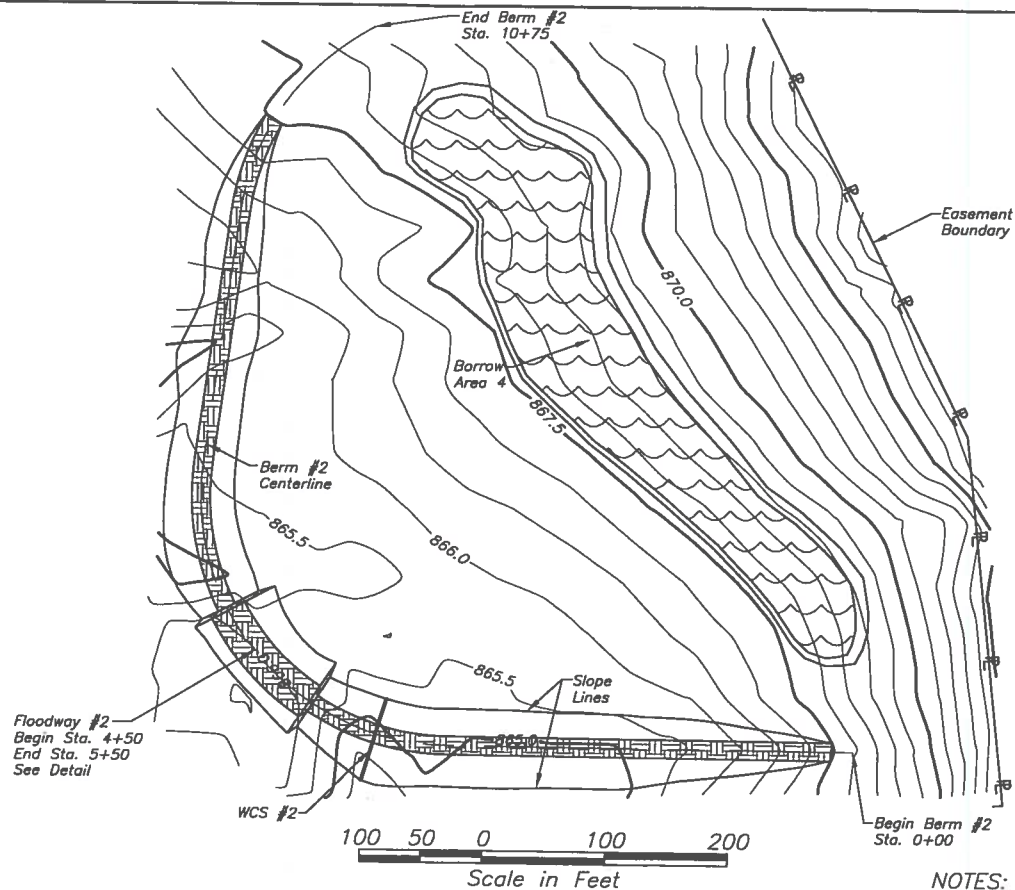 End Berm #2
Sta. 10+75
Easement
Boundary
870.0
Borrow
Area 4
867.5
Berm #2
Centerline
865.5
866.0
865.5
Slope
Lines
865.0
Floodway #2
Begin Sta. 4+50
End Sta. 5+50
See Detail
WCS #2
Begin Berm #2
Sta. 0+00
100 50 0 100 200
Scale in Feet
NOTES: